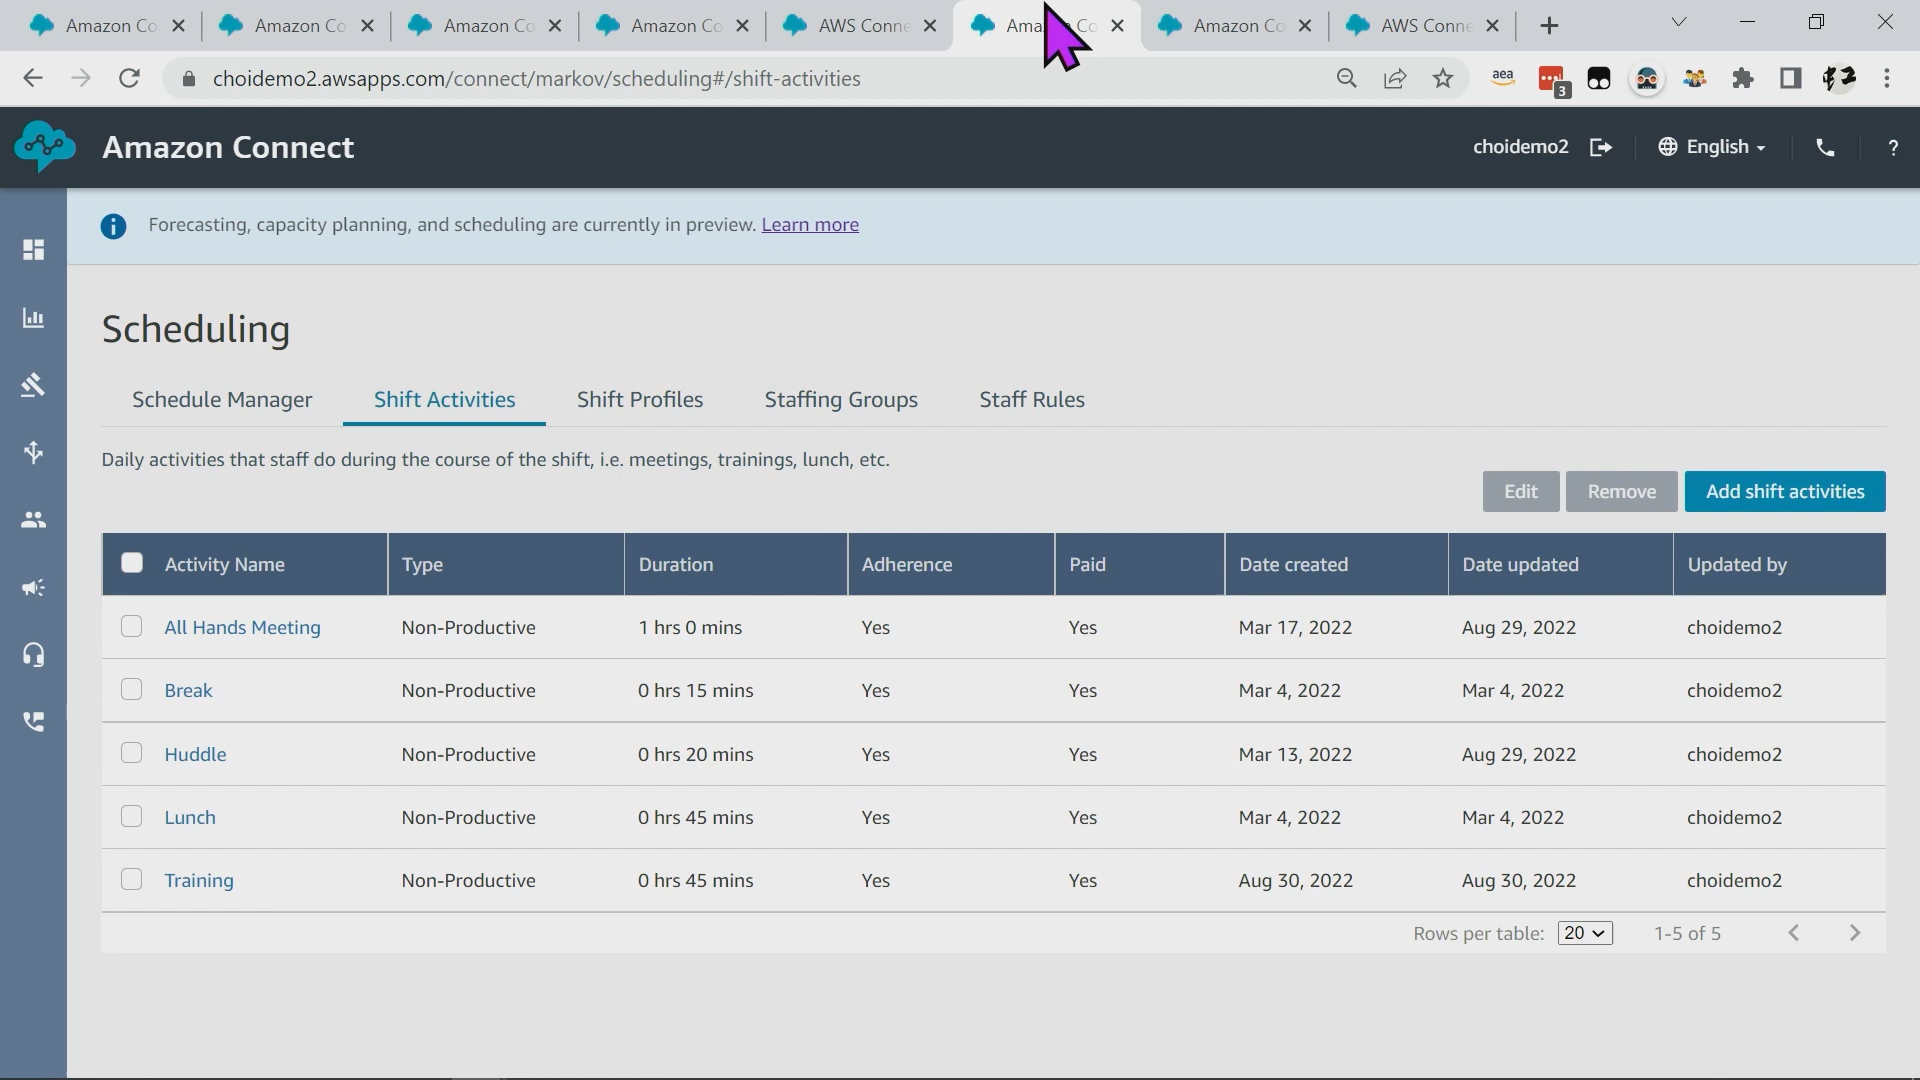 Amazon Co Amazon Co Amazon Co Amazon Co AWS Conne Ama Co Amazon Co AWS Conne
choidemo2.awsapps.com/connect/markov/scheduling#/shift-activities aea 3
Amazon Connect choidemo2 English ?
Forecasting, capacity planning, and scheduling are currently in preview. Learn more
Scheduling
Schedule Manager Shift Activities Shift Profiles Staffing Groups Staff Rules
Daily activities that staff do during the course of the shift, i.e. meetings, trainings, lunch, etc.
Edit Remove Add shift activities
Activity Name Type Duration Adherence Paid Date created Date updated Updated by
All Hands Meeting Non-Productive 1 hrs 0 mins Yes Yes Mar 17, 2022 Aug 29, 2022 choidemo2
Break Non-Productive 0 hrs 15 mins Yes Yes Mar 4, 2022 Mar 4, 2022 choidemo2
Huddle Non-Productive 0 hrs 20 mins Yes Yes Mar 13, 2022 Aug 29, 2022 choidemo2
Lunch Non-Productive 0 hrs 45 mins Yes Yes Mar 4, 2022 Mar 4, 2022 choidemo2
Training Non-Productive 0 hrs 45 mins Yes Yes Aug 30, 2022 Aug 30, 2022 choidemo2
Rows per table: 20 1-5 of 5